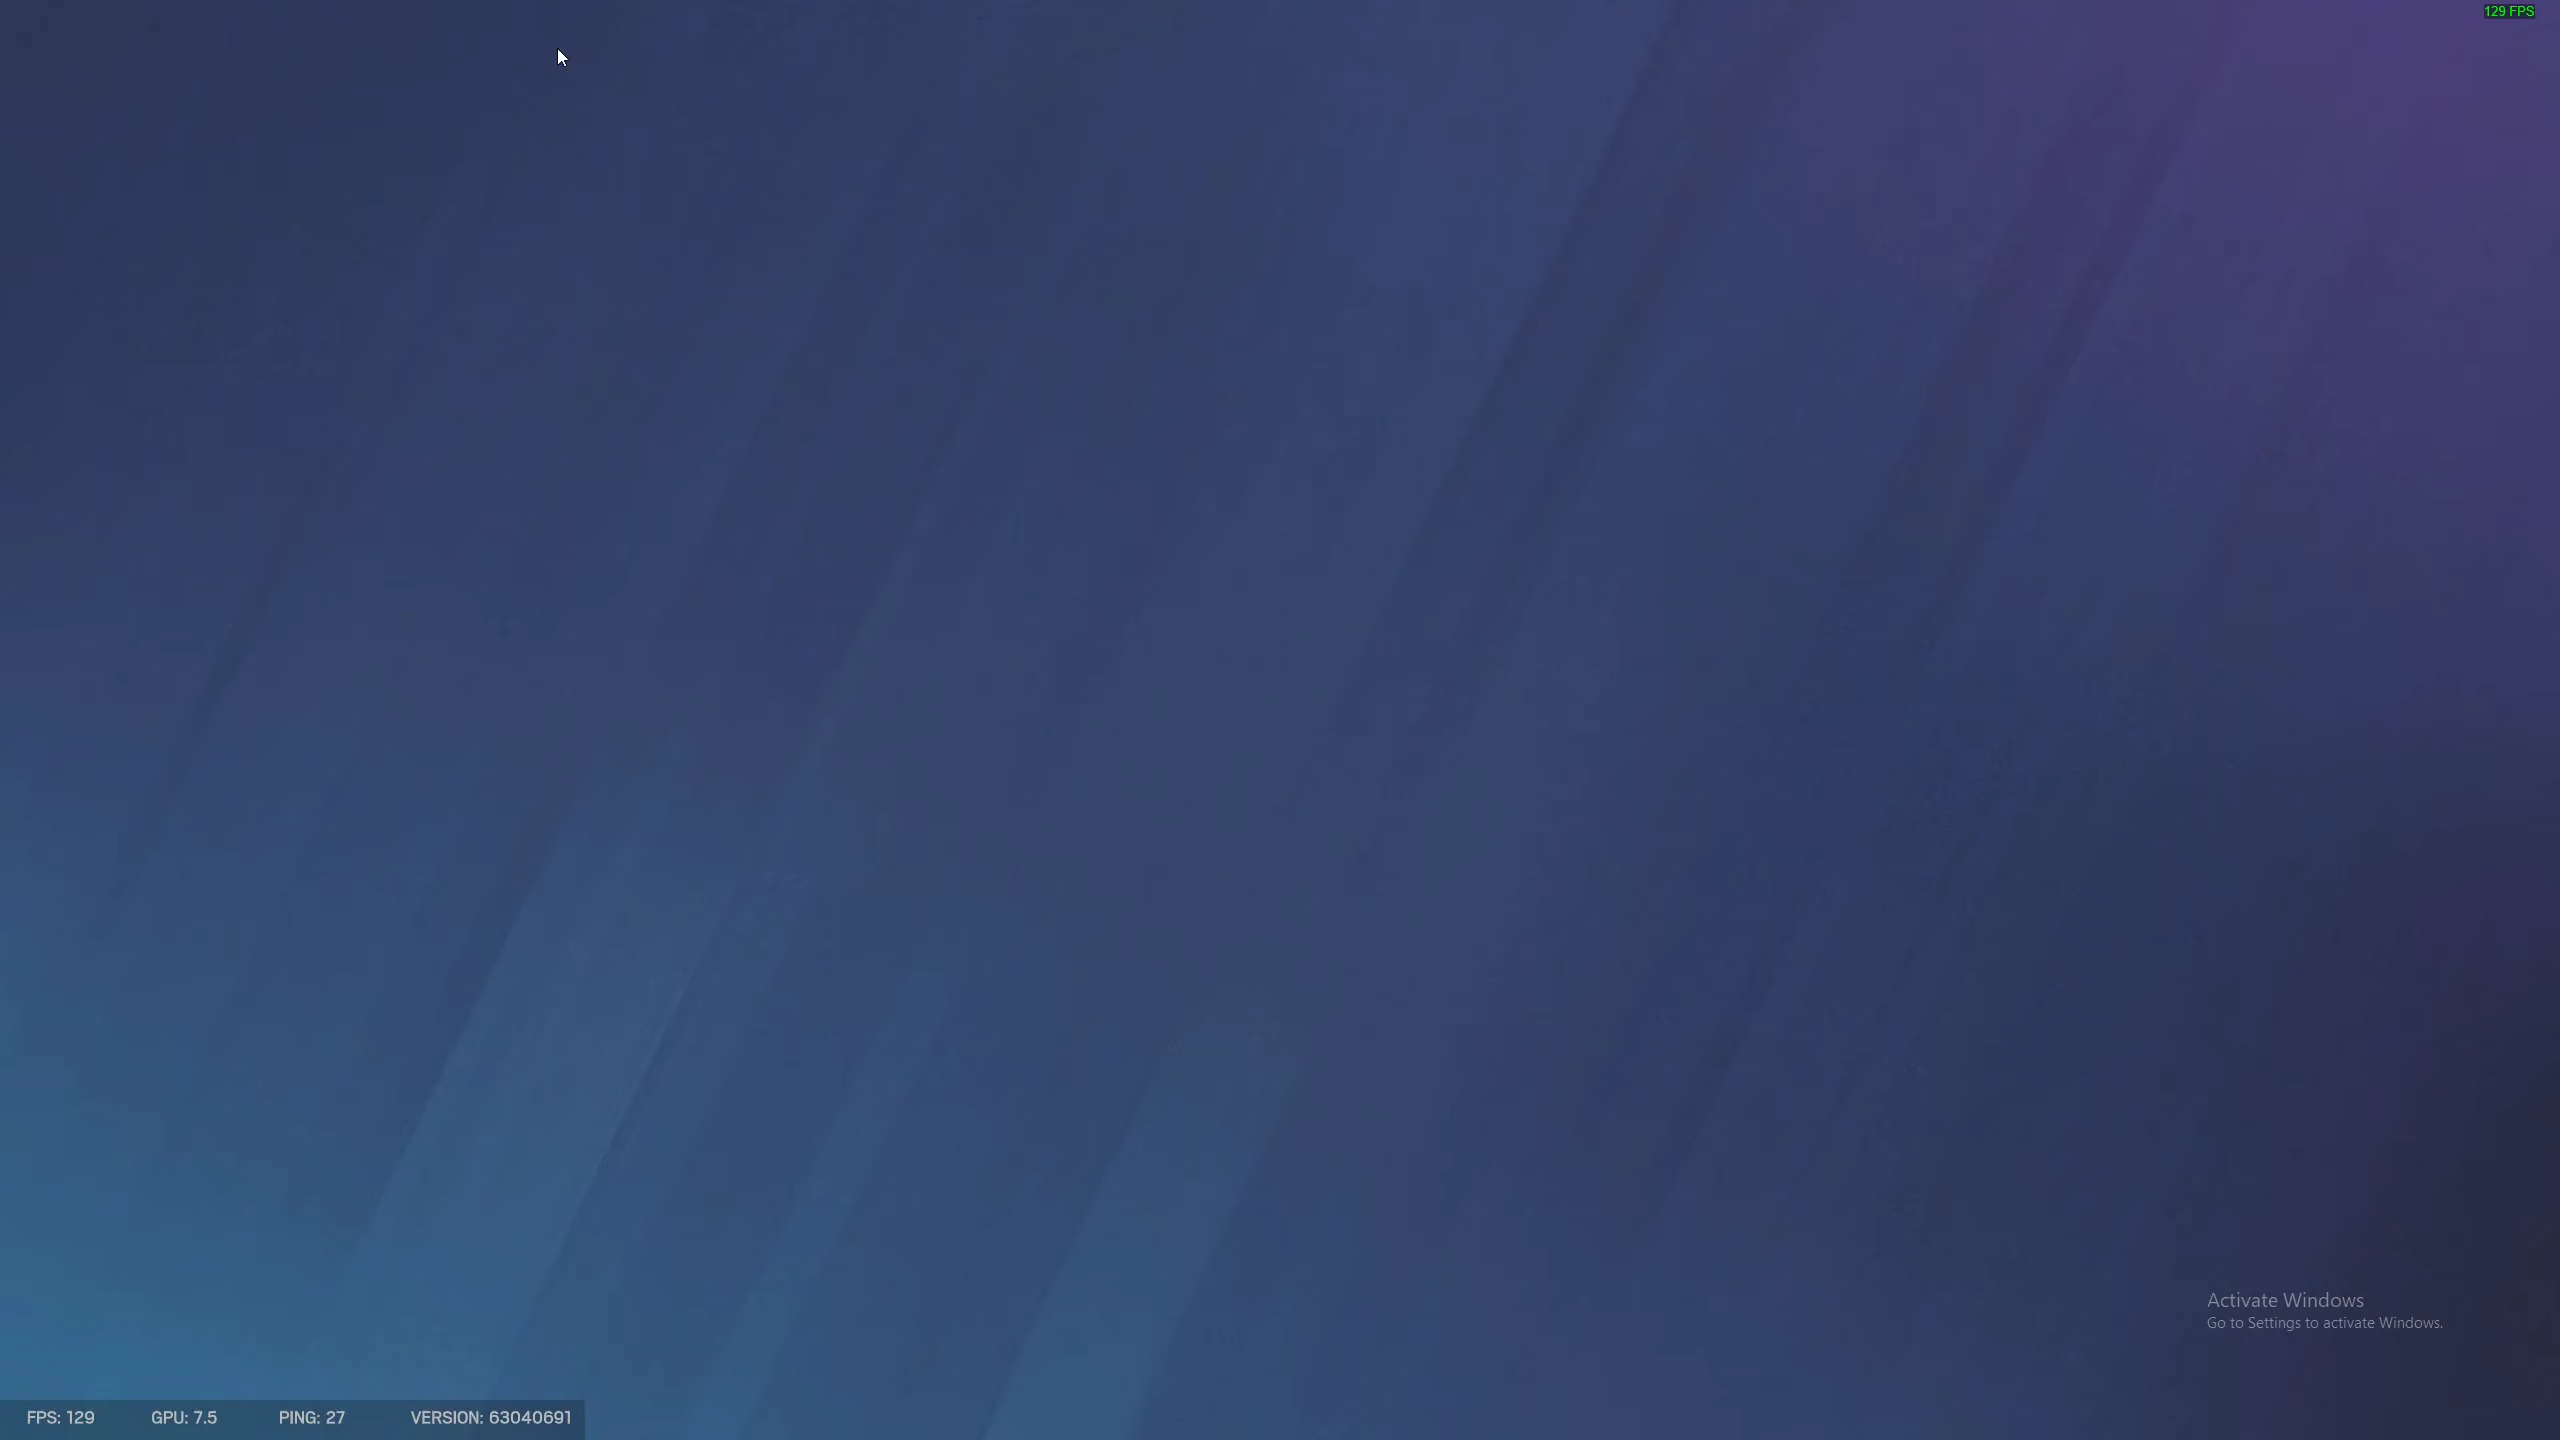 129 FPS
Activate Windows
Go to Settings to activate Windows.
FPS: 129 GPU: 7.5 PING: 27 VERSION: 63040691